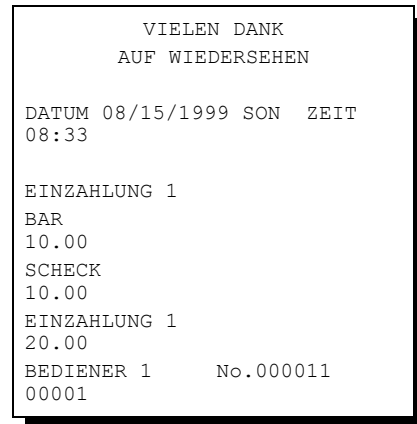 VIELEN DANK
AUF WIEDERSEHEN
DATUM 08/15/1999 SON ZEIT
08:33
EINZAHLUNG 1
BAR
10.00
SCHECK
10.00
EINZAHLUNG 1
20.00
BEDIENER 1 No.000011
00001